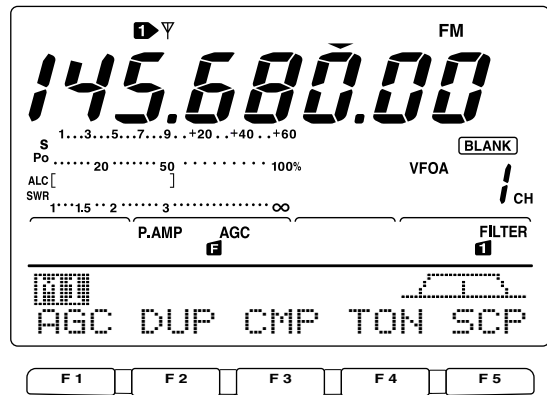 1 FM
145.680.00
S 1...3...5...7...9..+20..+40..+60
BLANK
Po ...... 20 ...... 50 ........ 100%
VFOA
ALC [ ]
1 CH
SWR
1....1.5..2 ...... 3 ............... ∞
P.AMP AGC FILTER
F 1
M1
AGC DUP CMP TON SCP
F1 F2 F3 F4 F5